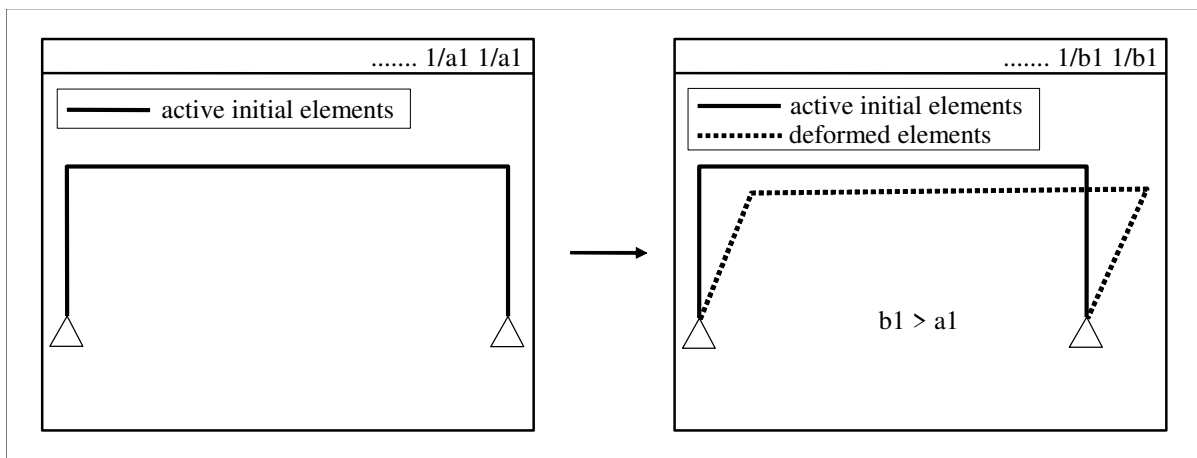 ....... 1/a1 1/a1
active initial elements
....... 1/b1 1/b1
active initial elements
deformed elements
b1 > a1